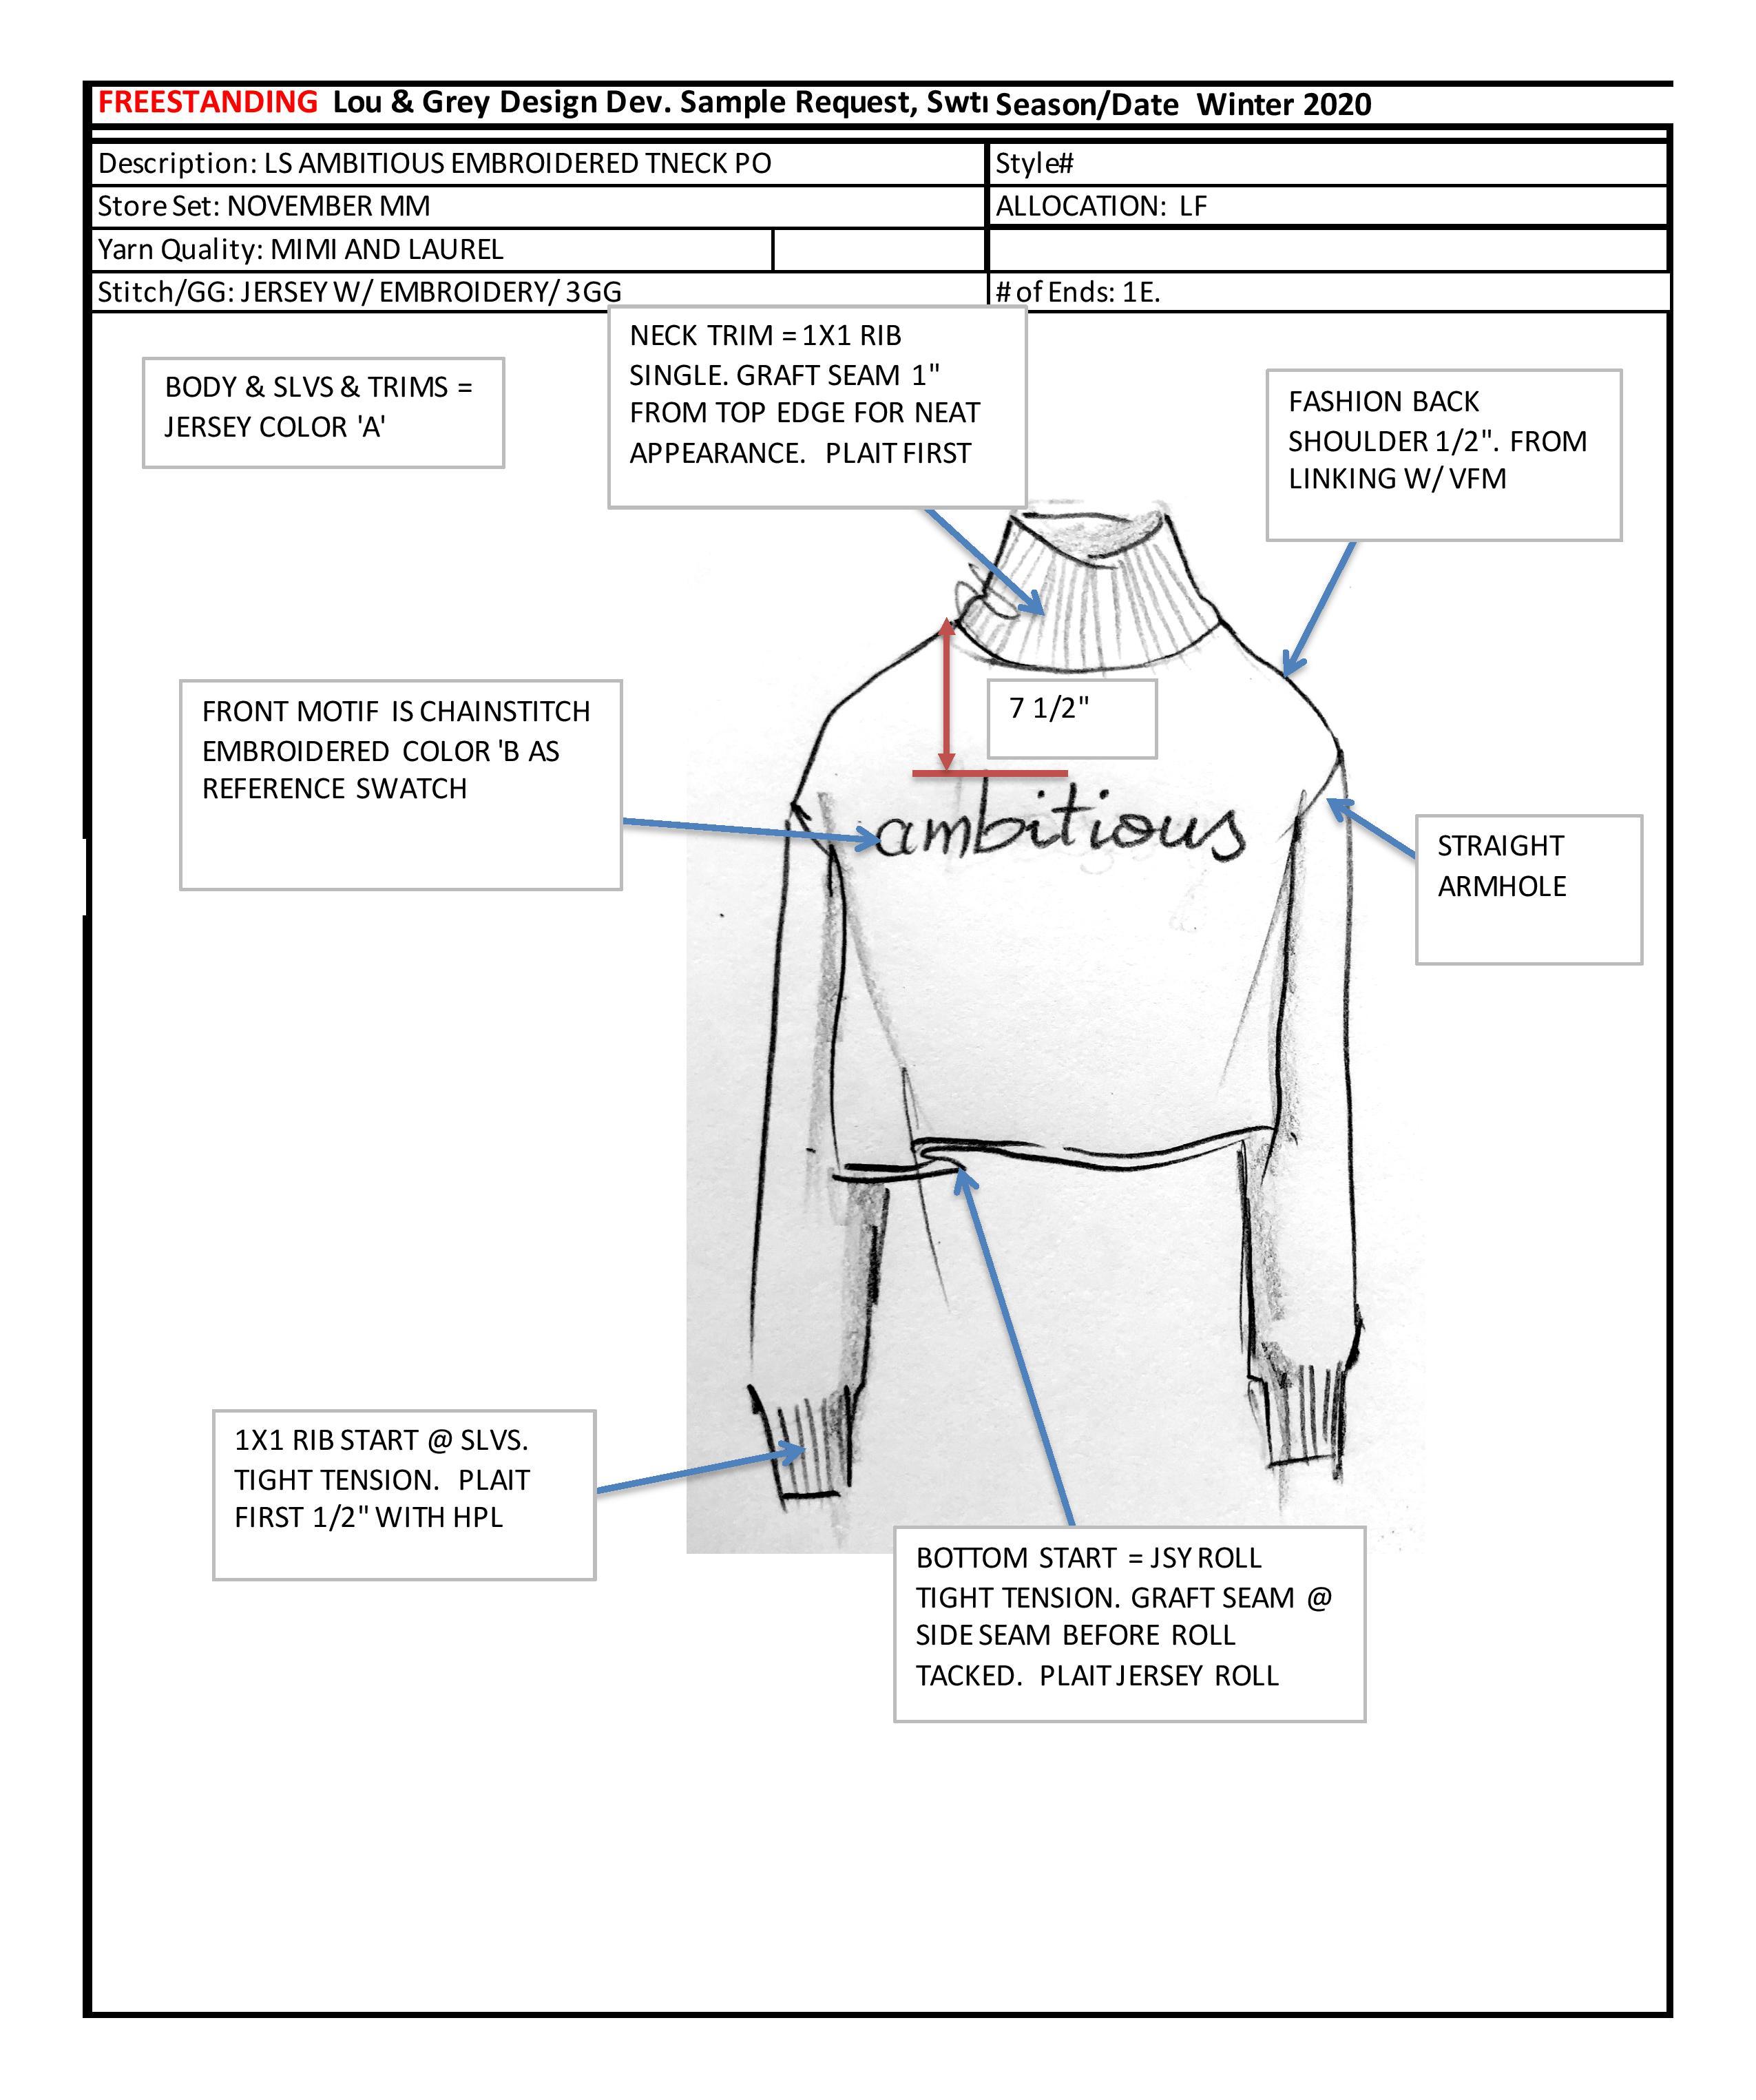 FREESTANDING Lou & Grey Design Dev. Sample Request, Season/Date Winter 2020
Description: LS AMBITIOUS EMBROIDERED TNECK PO
Style#
Store Set: NOVEMBER MM
ALLOCATION: LF
Yarn Quality: MIMI AND LAUREL
Stitch/GG: JERSEY W/ EMBROIDERY/ 3GG
# of Ends: 1E.
BODY & SLVS & TRIMS =
JERSEY COLOR 'A'
NECK TRIM = 1X1 RIB
SINGLE. GRAFT SEAM 1"
FROM TOP EDGE FOR NEAT
APPEARANCE. PLAIT FIRST
FASHION BACK
SHOULDER 1/2". FROM
LINKING W/ VFM
FRONT MOTIF IS CHAINSTITCH
EMBROIDERED COLOR 'B AS
REFERENCE SWATCH
7 1/2"
ambitious
STRAIGHT
ARMHOLE
1X1 RIB START @ SLVS.
TIGHT TENSION. PLAIT
FIRST 1/2" WITH HPL
BOTTOM START = JSY ROLL
TIGHT TENSION. GRAFT SEAM @
SIDE SEAM BEFORE ROLL
TACKED. PLAIT JERSEY ROLL